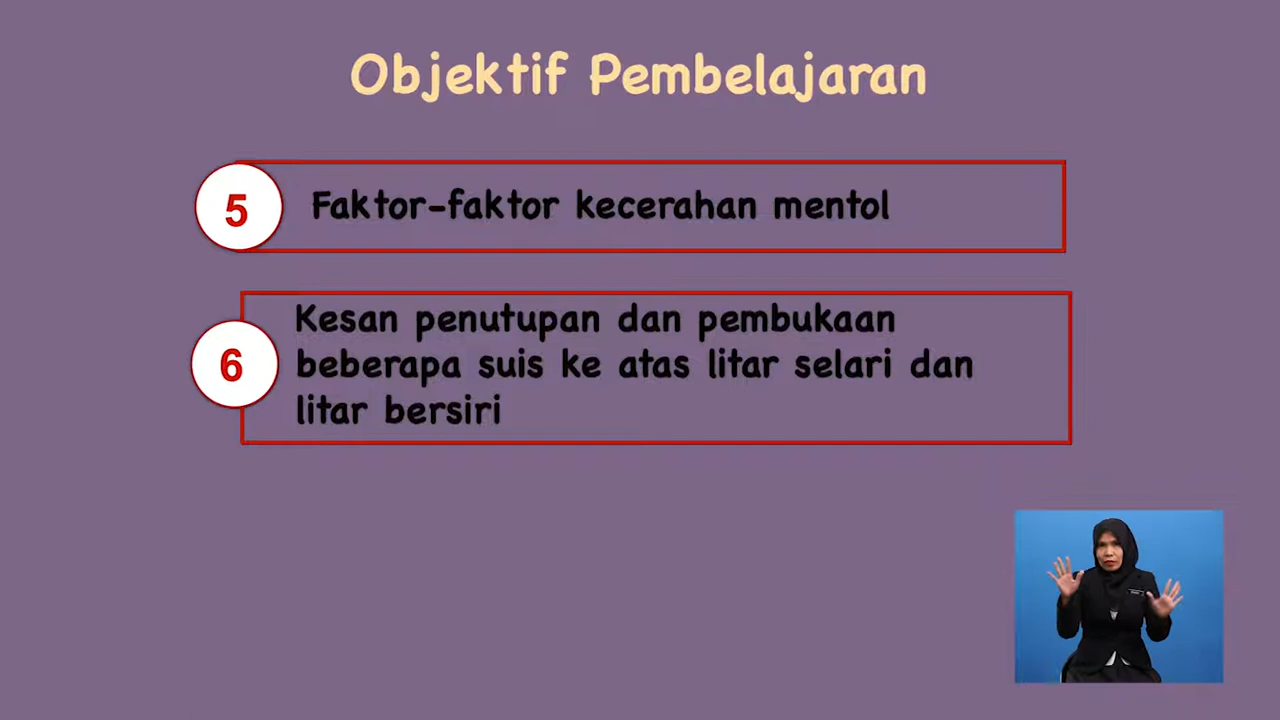 Objektif Pembelajaran
5
Faktor-faktor kecerahan mentol
6
Kesan penutupan dan pembukaan
beberapa suis ke atas litar selari dan
litar bersiri